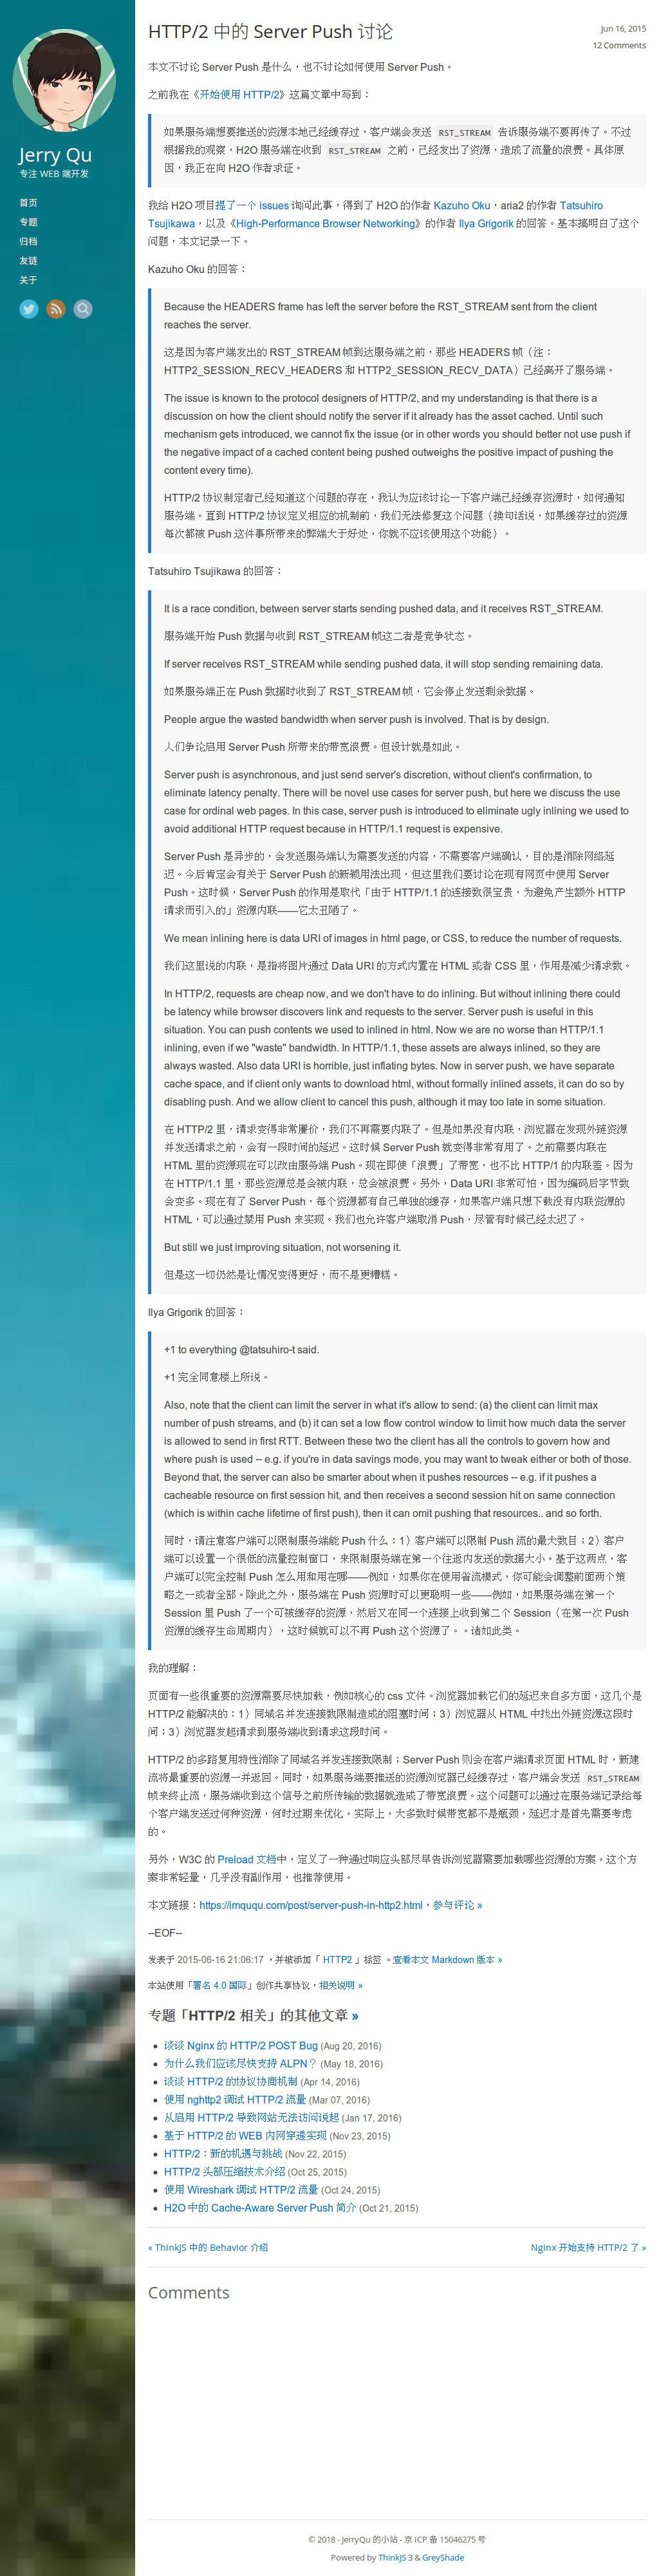 Jerry Qu
专注 WEB 端开发
首页
专题
归档
友链
关于
HTTP/2 中的 Server Push 讨论
Jun 16, 2015
12 Comments
本文不讨论 Server Push 是什么，也不讨论如何使用 Server Push。
之前我在《开始使用 HTTP/2》这篇文章中写到：
如果服务端想要推送的资源本地已经缓存过，客户端会发送 RST_STREAM 告诉服务端不要再传了。不过
根据我的观察，H2O 服务端在收到 RST_STREAM 之前，已经发出了资源，造成了流量的浪费。具体原
因，我正在向 H2O 作者求证。
我给 H2O 项目提了一个 issues 询问此事，得到了 H2O 的作者 Kazuho Oku，aria2 的作者 Tatsuhiro
Tsujikawa，以及《High-Performance Browser Networking》的作者 Ilya Grigorik 的回答。基本搞明白了这个
问题，本文记录一下。
Kazuho Oku 的回答：
Because the HEADERS frame has left the server before the RST_STREAM sent from the client
reaches the server.
这是因为客户端发出的 RST_STREAM 帧到达服务端之前，那些 HEADERS 帧（注：
HTTP2_SESSION_RECV_HEADERS 和 HTTP2_SESSION_RECV_DATA）已经离开了服务端。
The issue is known to the protocol designers of HTTP/2, and my understanding is that there is a
discussion on how the client should notify the server if it already has the asset cached. Until such
mechanism gets introduced, we cannot fix the issue (or in other words you should better not use push if
the negative impact of a cached content being pushed outweighs the positive impact of pushing the
content every time).
HTTP/2 协议制定者已经知道这个问题的存在，我认为应该讨论一下客户端已经缓存资源时，如何通知
服务端。直到 HTTP/2 协议定义相应的机制前，我们无法修复这个问题（换句话说，如果缓存过的资源
每次都被 Push 这件事所带来的弊端大于好处，你就不应该使用这个功能）。
Tatsuhiro Tsujikawa 的回答：
It is a race condition, between server starts sending pushed data, and it receives RST_STREAM.
服务端开始 Push 数据与收到 RST_STREAM 帧这二者是竞争状态。
If server receives RST_STREAM while sending pushed data, it will stop sending remaining data.
如果服务端正在 Push 数据时收到了 RST_STREAM 帧，它会停止发送剩余数据。
People argue the wasted bandwidth when server push is involved. That is by design.
人们争论启用 Server Push 所带来的带宽浪费。但设计就是如此。
Server push is asynchronous, and just send server's discretion, without client's confirmation, to
eliminate latency penalty. There will be novel use cases for server push, but here we discuss the use
case for ordinal web pages. In this case, server push is introduced to eliminate ugly inlining we used to
avoid additional HTTP request because in HTTP/1.1 request is expensive.
Server Push 是异步的，会发送服务端认为需要发送的内容，不需要客户端确认，目的是消除网络延
迟。今后肯定会有关于 Server Push 的新颖用法出现，但这里我们要讨论在现有网页中使用 Server
Push。这时候，Server Push 的作用是取代「由于 HTTP/1.1 的连接数很宝贵，为避免产生额外 HTTP
请求而引入的」资源内联——它太丑陋了。
We mean inlining here is data URI of images in html page, or CSS, to reduce the number of requests.
我们这里说的内联，是指将图片通过 Data URI 的方式内置在 HTML 或者 CSS 里，作用是减少请求数。
In HTTP/2, requests are cheap now, and we don't have to do inlining. But without inlining there could
be latency while browser discovers link and requests to the server. Server push is useful in this
situation. You can push contents we used to inlined in html. Now we are no worse than HTTP/1.1
inlining, even if we "waste" bandwidth. In HTTP/1.1, these assets are always inlined, so they are
always wasted. Also data URI is horrible, just inflating bytes. Now in server push, we have separate
cache space, and if client only wants to download html, without formally inlined assets, it can do so by
disabling push. And we allow client to cancel this push, although it may too late in some situation.
在 HTTP/2 里，请求变得非常廉价，我们不再需要内联了。但是如果没有内联，浏览器在发现外链资源
并发送请求之前，会有一段时间的延迟。这时候 Server Push 就变得非常有用了。之前需要内联在
HTML 里的资源现在可以改由服务端 Push。现在即使「浪费」了带宽，也不比 HTTP/1 的内联差。因为
在 HTTP/1.1 里，那些资源总是会被内联，总会被浪费。另外，Data URI 非常可怕，因为编码后字节数
会变多。现在有了 Server Push，每个资源都有自己单独的缓存，如果客户端只想下载没有内联资源的
HTML，可以通过禁用 Push 来实现。我们也允许客户端取消 Push，尽管有时候已经太迟了。
But still we just improving situation, not worsening it.
但是这一切仍然是让情况变得更好，而不是更糟糕。
Ilya Grigorik 的回答：
+1 to everything @tatsuhiro-t said.
+1 完全同意楼上所说。
Also, note that the client can limit the server in what it's allow to send: (a) the client can limit max
number of push streams, and (b) it can set a low flow control window to limit how much data the server
is allowed to send in first RTT. Between these two the client has all the controls to govern how and
where push is used -- e.g. if you're in data savings mode, you may want to tweak either or both of those.
Beyond that, the server can also be smarter about when it pushes resources -- e.g. if it pushes a
cacheable resource on first session hit, and then receives a second session hit on same connection
(which is within cache lifetime of first push), then it can omit pushing that resources.. and so forth.
同时，请注意客户端可以限制服务端能 Push 什么：1）客户端可以限制 Push 流的最大数目；2）客户
端可以设置一个很低的流量控制窗口，来限制服务端在第一个往返内发送的数据大小。基于这两点，客
户端可以完全控制 Push 怎么用和用在哪——例如，如果你在使用省流模式，你可能会调整前面两个策
略之一或者全部。除此之外，服务端在 Push 资源时可以更聪明一些——例如，如果服务端在第一个
Session 里 Push 了一个可被缓存的资源，然后又在同一个连接上收到第二个 Session（在第一次 Push
资源的缓存生命周期内），这时候就可以不再 Push 这个资源了。。诸如此类。
我的理解：
页面有一些很重要的资源需要尽快加载，例如核心的 css 文件。浏览器加载它们的延迟来自多方面，这几个是
HTTP/2 能解决的：1）同域名并发连接数限制造成的阻塞时间；3）浏览器从 HTML 中找出外链资源这段时
间；3）浏览器发起请求到服务端收到请求这段时间。
HTTP/2 的多路复用特性消除了同域名并发连接数限制；Server Push 则会在客户端请求页面 HTML 时，新建
流将最重要的资源一并返回。同时，如果服务端要推送的资源浏览器已经缓存过，客户端会发送 RST_STREAM
帧来终止流，服务端收到这个信号之前所传输的数据就造成了带宽浪费。这个问题可以通过在服务端记录给每
个客户端发送过何种资源，何时过期来优化。实际上，大多数时候带宽都不是瓶颈，延迟才是首先需要考虑
的。
另外，W3C 的 Preload 文档中，定义了一种通过响应头部尽早告诉浏览器需要加载哪些资源的方案。这个方
案非常轻量，几乎没有副作用，也推荐使用。
本文链接：https://imququ.com/post/server-push-in-http2.html，参与评论 »
--EOF--
发表于 2015-06-16 21:06:17 ，并被添加「 HTTP2 」标签 。查看本文 Markdown 版本 »
本站使用「署名 4.0 国际」创作共享协议，相关说明 »
专题「HTTP/2 相关」的其他文章 »
谈谈 Nginx 的 HTTP/2 POST Bug (Aug 20, 2016)
为什么我们应该尽快支持 ALPN？ (May 18, 2016)
谈谈 HTTP/2 的协议协商机制 (Apr 14, 2016)
使用 nghttp2 调试 HTTP/2 流量 (Mar 07, 2016)
从启用 HTTP/2 导致网站无法访问说起 (Jan 17, 2016)
基于 HTTP/2 的 WEB 内网穿透实现 (Nov 23, 2015)
HTTP/2：新的机遇与挑战 (Nov 22, 2015)
HTTP/2 头部压缩技术介绍 (Oct 25, 2015)
使用 Wireshark 调试 HTTP/2 流量 (Oct 24, 2015)
H2O 中的 Cache-Aware Server Push 简介 (Oct 21, 2015)
« ThinkJS 中的 Behavior 介绍
Nginx 开始支持 HTTP/2 了 »
Comments
© 2018 - JerryQu 的小站 - 京 ICP 备 15046275 号
Powered by ThinkJS 3 & GreyShade